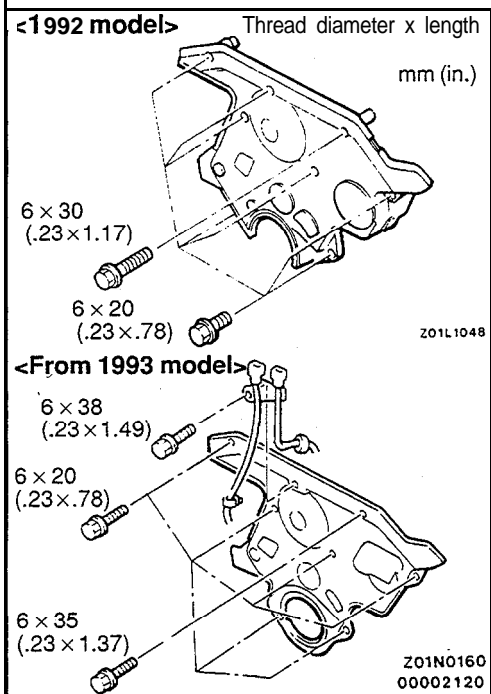 <1992 model> Thread diameter x length
mm (in.)
6 × 30
(.23×1.17)
6 × 20
(.23×.78)
Z01L1048
<From 1993 model>
6 × 38
(.23×1.49)
6 × 20
(.23×.78)
6 × 35
(.23×1.37)
Z01N0160
00002120